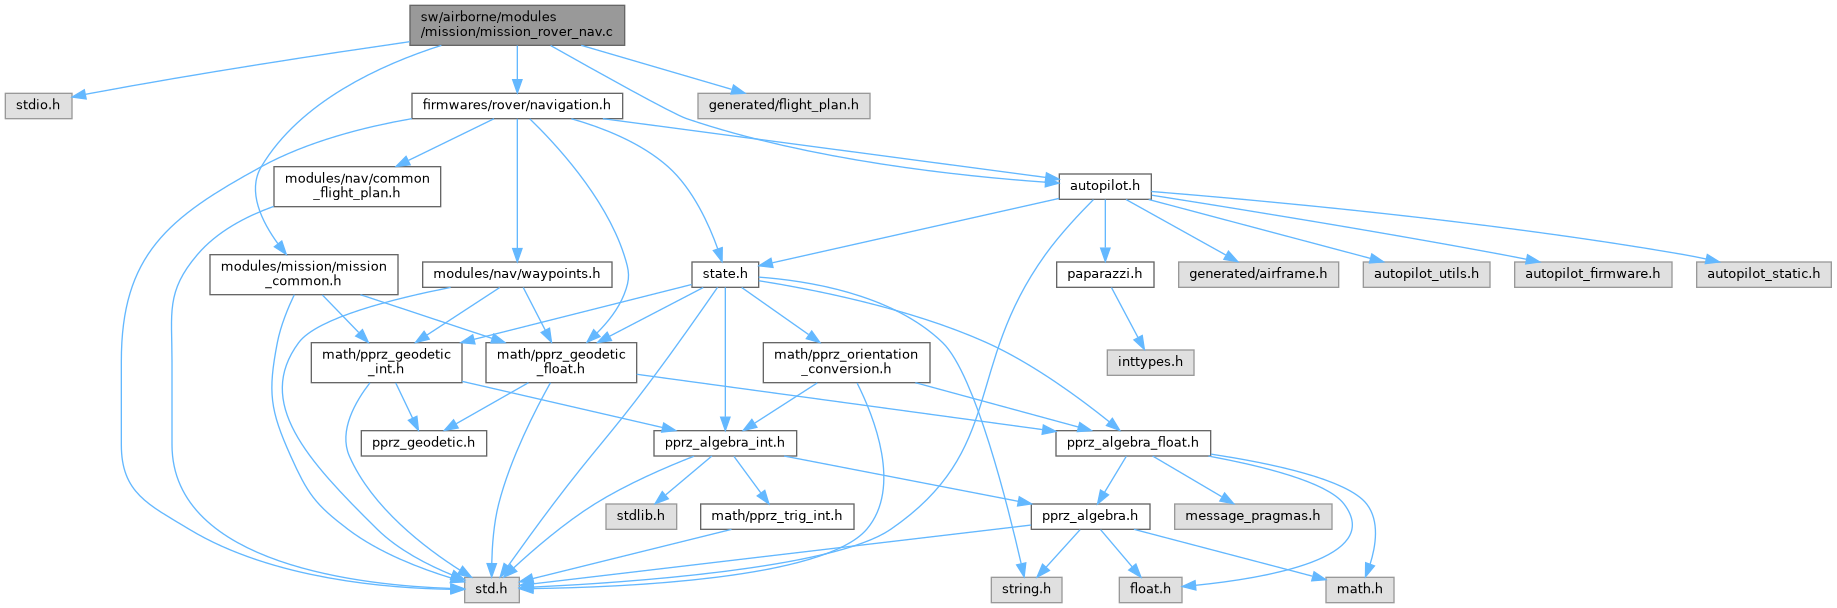 sw/airborne/modules
/mission/mission_rover_nav.c
stdio.h
firmwares/rover/navigation.h
generated/flight_plan.h
modules/nav/common
_flight_plan.h
autopilot.h
modules/mission/mission
_common.h
modules/nav/waypoints.h
state.h
paparazzi.h
generated/airframe.h
autopilot_utils.h
autopilot_firmware.h
autopilot_static.h
math/pprz_geodetic
_int.h
math/pprz_geodetic
_float.h
math/pprz_orientation
_conversion.h
inttypes.h
pprz_geodetic.h
pprz_algebra_int.h
pprz_algebra_float.h
stdlib.h
math/pprz_trig_int.h
pprz_algebra.h
message_pragmas.h
std.h
string.h
float.h
math.h